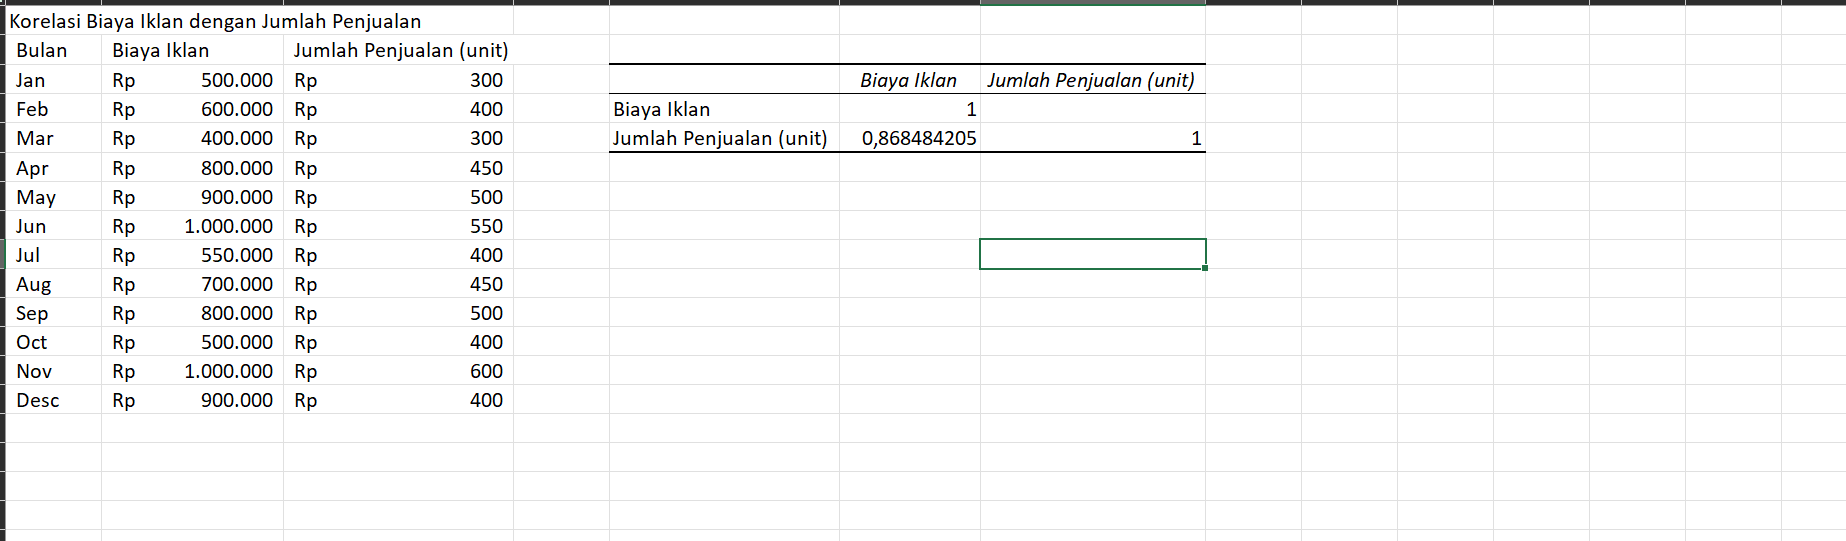 Korelasi Biaya Iklan dengan Jumlah Penjualan
Bulan Biaya Iklan Jumlah Penjualan (unit)
Jan Rp 500.000 Rp 300
Feb Rp 600.000 Rp 400
Mar Rp 400.000 Rp 300
Apr Rp 800.000 Rp 450
May Rp 900.000 Rp 500
Jun Rp 1.000.000 Rp 550
Jul Rp 550.000 Rp 400
Aug Rp 700.000 Rp 450
Sep Rp 800.000 Rp 500
Oct Rp 500.000 Rp 400
Nov Rp 1.000.000 Rp 600
Desc Rp 900.000 Rp 400
Biaya Iklan Jumlah Penjualan (unit)
Biaya Iklan 1
Jumlah Penjualan (unit) 0,868484205 1